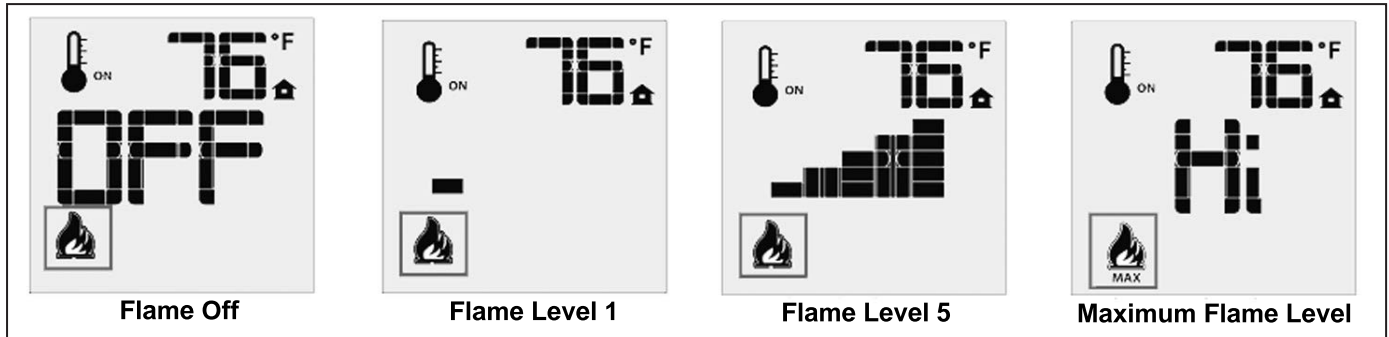 76 °F
ON
OFF
Flame Off
76 °F
ON
Flame Level 1
76 °F
ON
Flame Level 5
76 °F
ON
Hi
MAX
Maximum Flame Level